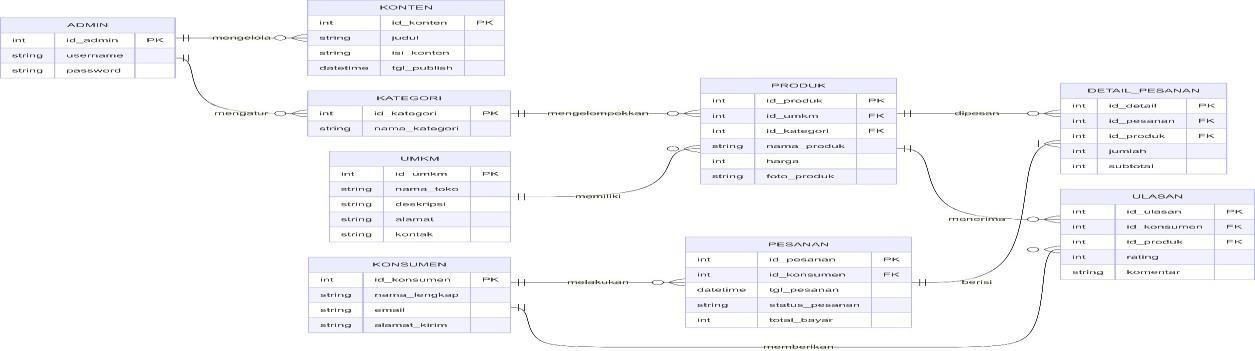 ADMIN
int id_admin PK
string username
string password
mengelola
mengatur
KONTEN
int id_konten PK
string judul
string isi_konten
datetime tgl_publish
KATEGORI
int id_kategori PK
string nama_kategori
mengelompokkan
UMKM
int id_umkm PK
string nama_toko
string deskripsi
string alamat
string kontak
memiliki
KONSUMEN
int id_konsumen PK
string nama_lengkap
string email
string alamat_kirim
melakukan
memberikan
PRODUK
int id_produk PK
int id_umkm FK
int id_kategori FK
string nama_produk
int harga
string foto_produk
dipesan
menerima
PESANAN
int id_pesanan PK
int id_konsumen FK
datetime tgl_pesanan
string status_pesanan
int total_bayar
berisi
DETAIL_PESANAN
int id_detail PK
int id_pesanan FK
int id_produk FK
int jumlah
int subtotal
ULASAN
int id_ulasan PK
int id_konsumen FK
int id_produk FK
int rating
string komentar